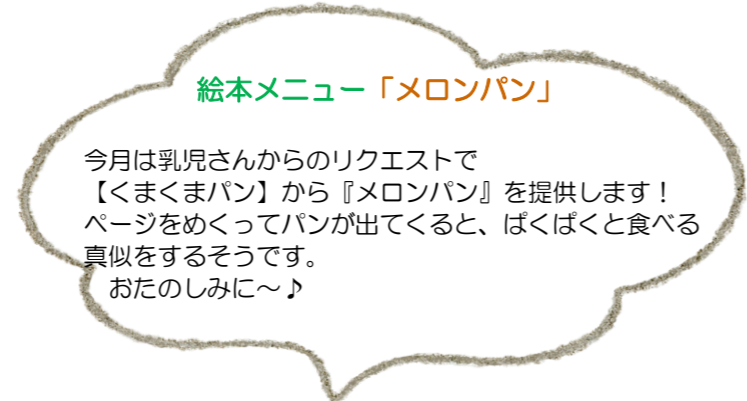 絵本メニュー「メロンパン」
今月は乳児さんからのリクエストで
【くまくまパン】から『メロンパン』を提供します！
ページをめくってパンが出てくると、ぱくぱくと食べる
真似をするそうです。
おたのしみに～♪